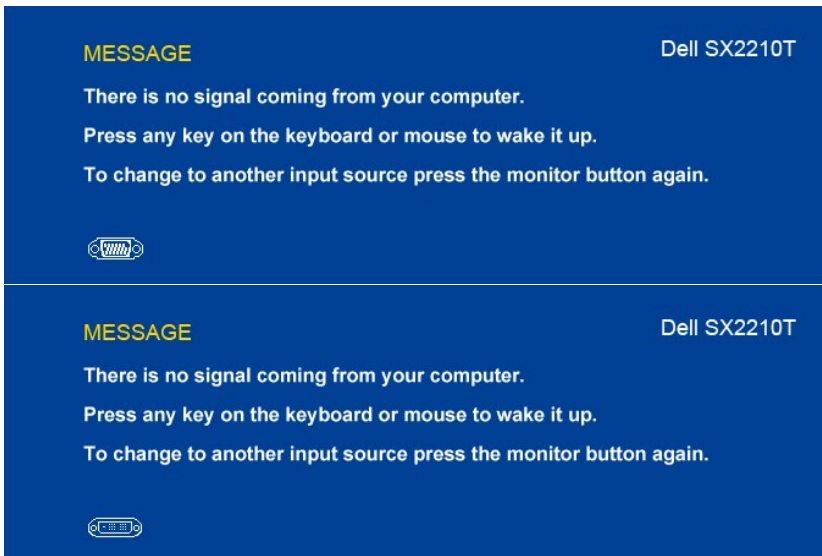 MESSAGE
Dell SX2210T
There is no signal coming from your computer.
Press any key on the keyboard or mouse to wake it up.
To change to another input source press the monitor button again.
MESSAGE
Dell SX2210T
There is no signal coming from your computer.
Press any key on the keyboard or mouse to wake it up.
To change to another input source press the monitor button again.